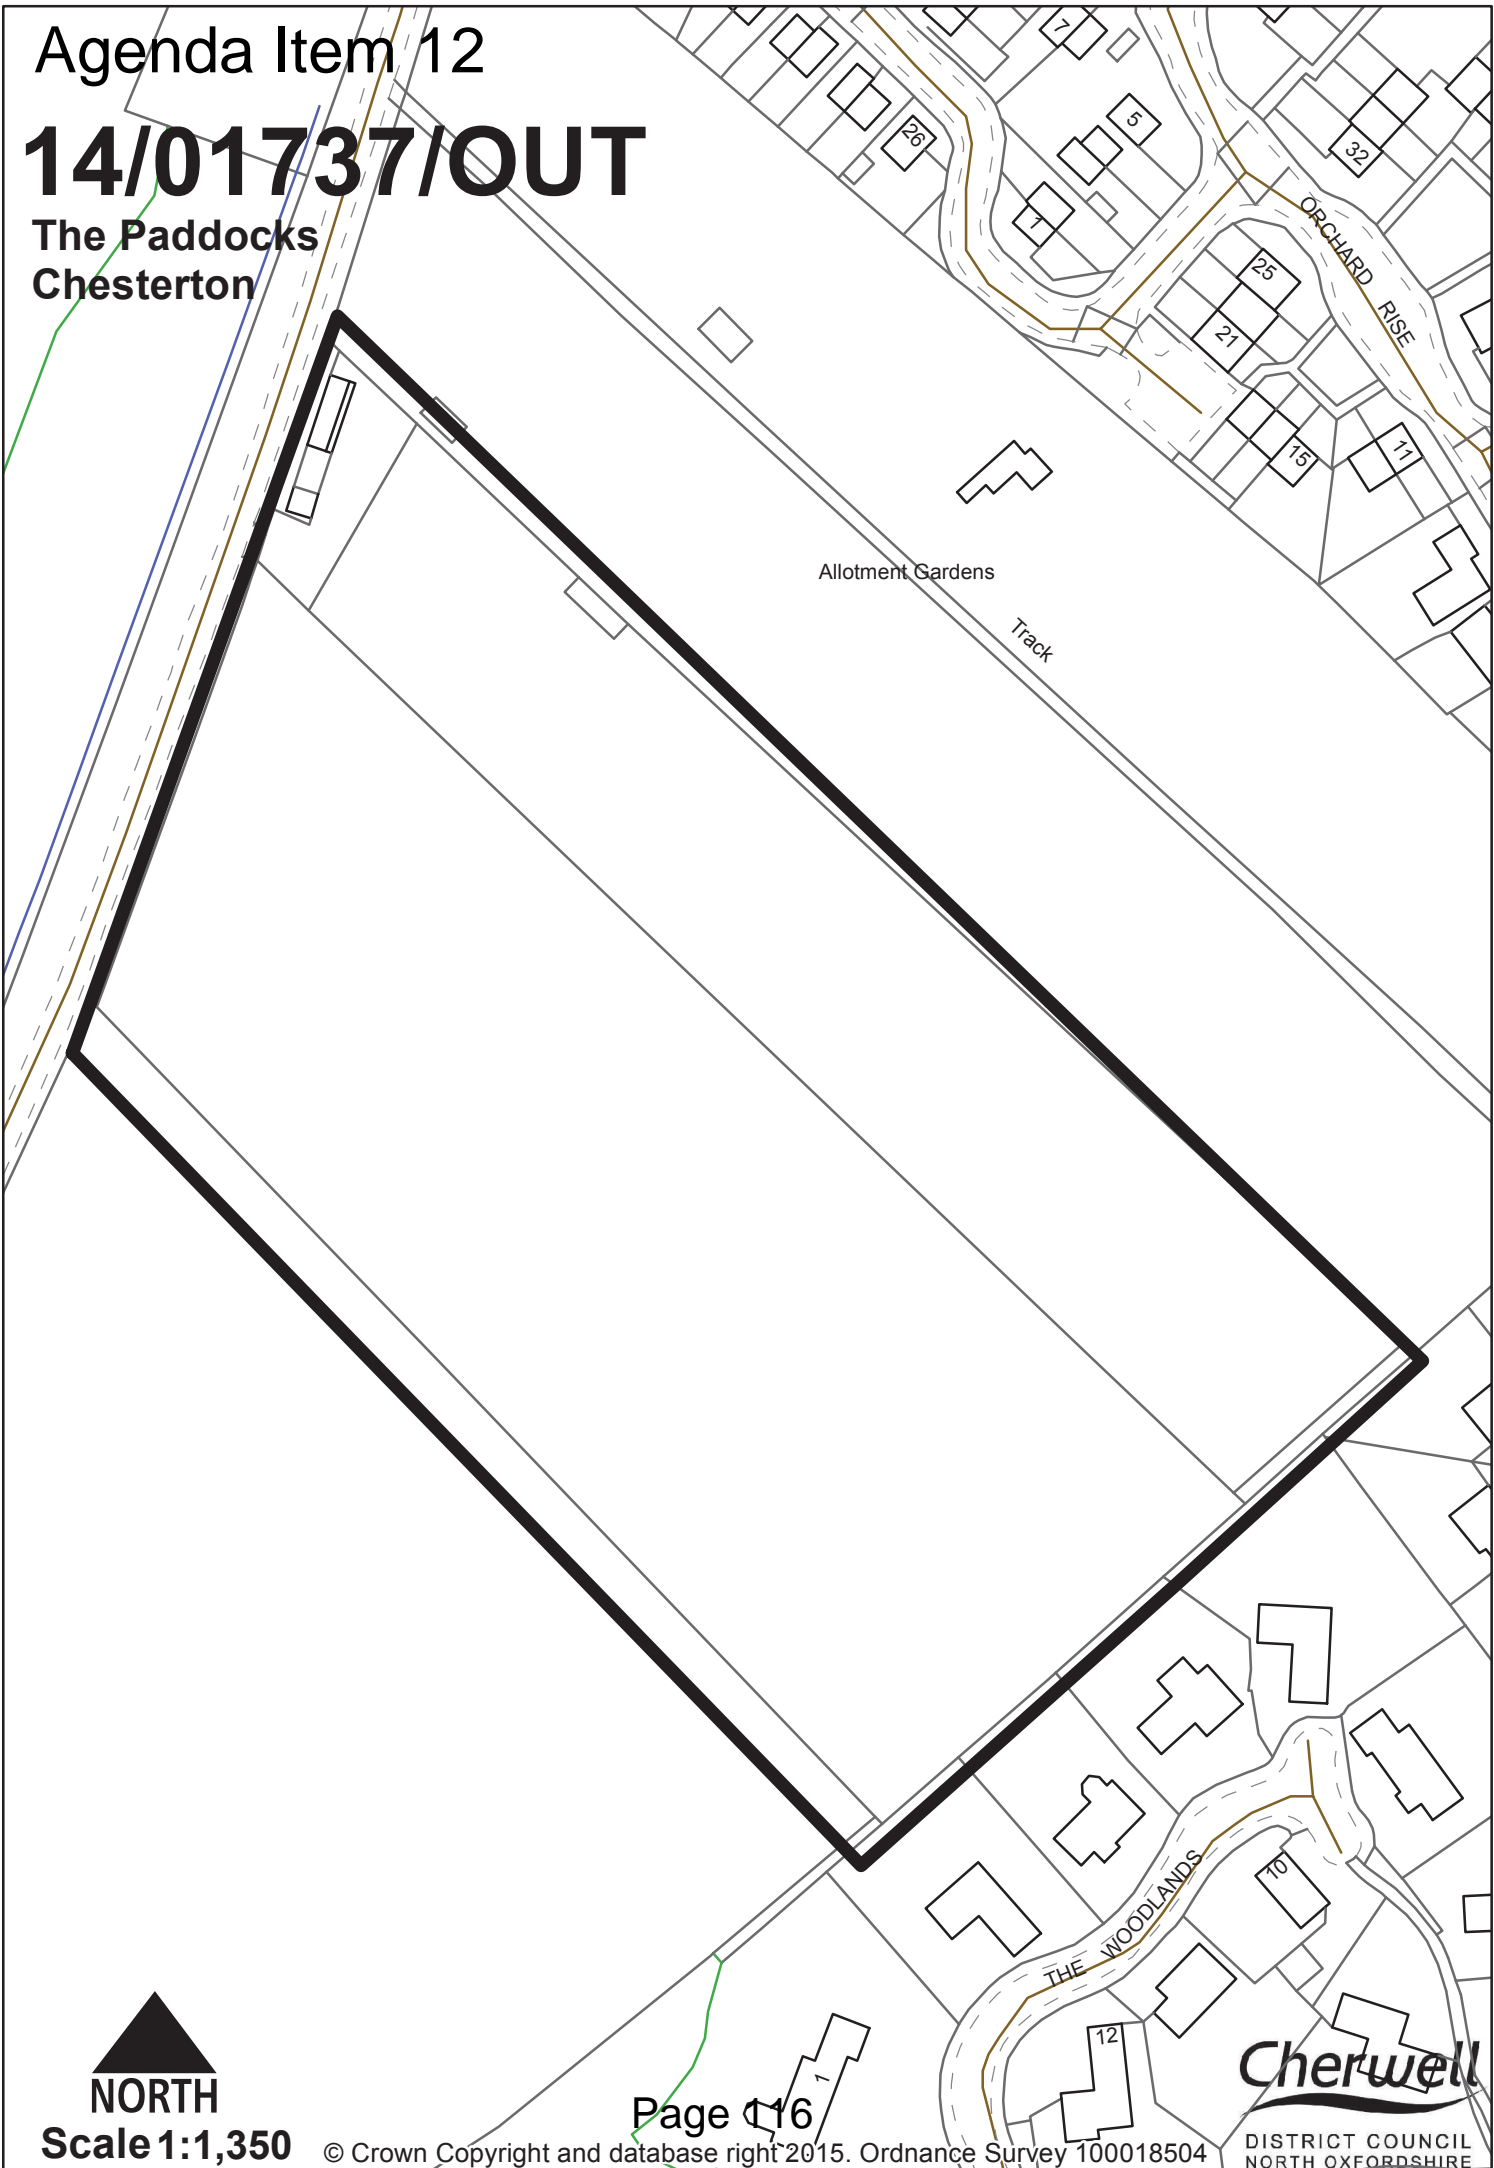 Agenda Item 12
14/01737/OUT
The Paddocks
Chesterton
7
26
5
32
1
ORCHARD RISE
25
21
15
11
Allotment Gardens
Track
THE WOODLANDS
10
12
1
NORTH
Scale 1:1,350
Page 116
© Crown Copyright and database right 2015. Ordnance Survey 100018504
Cherwell
DISTRICT COUNCIL
NORTH OXFORDSHIRE